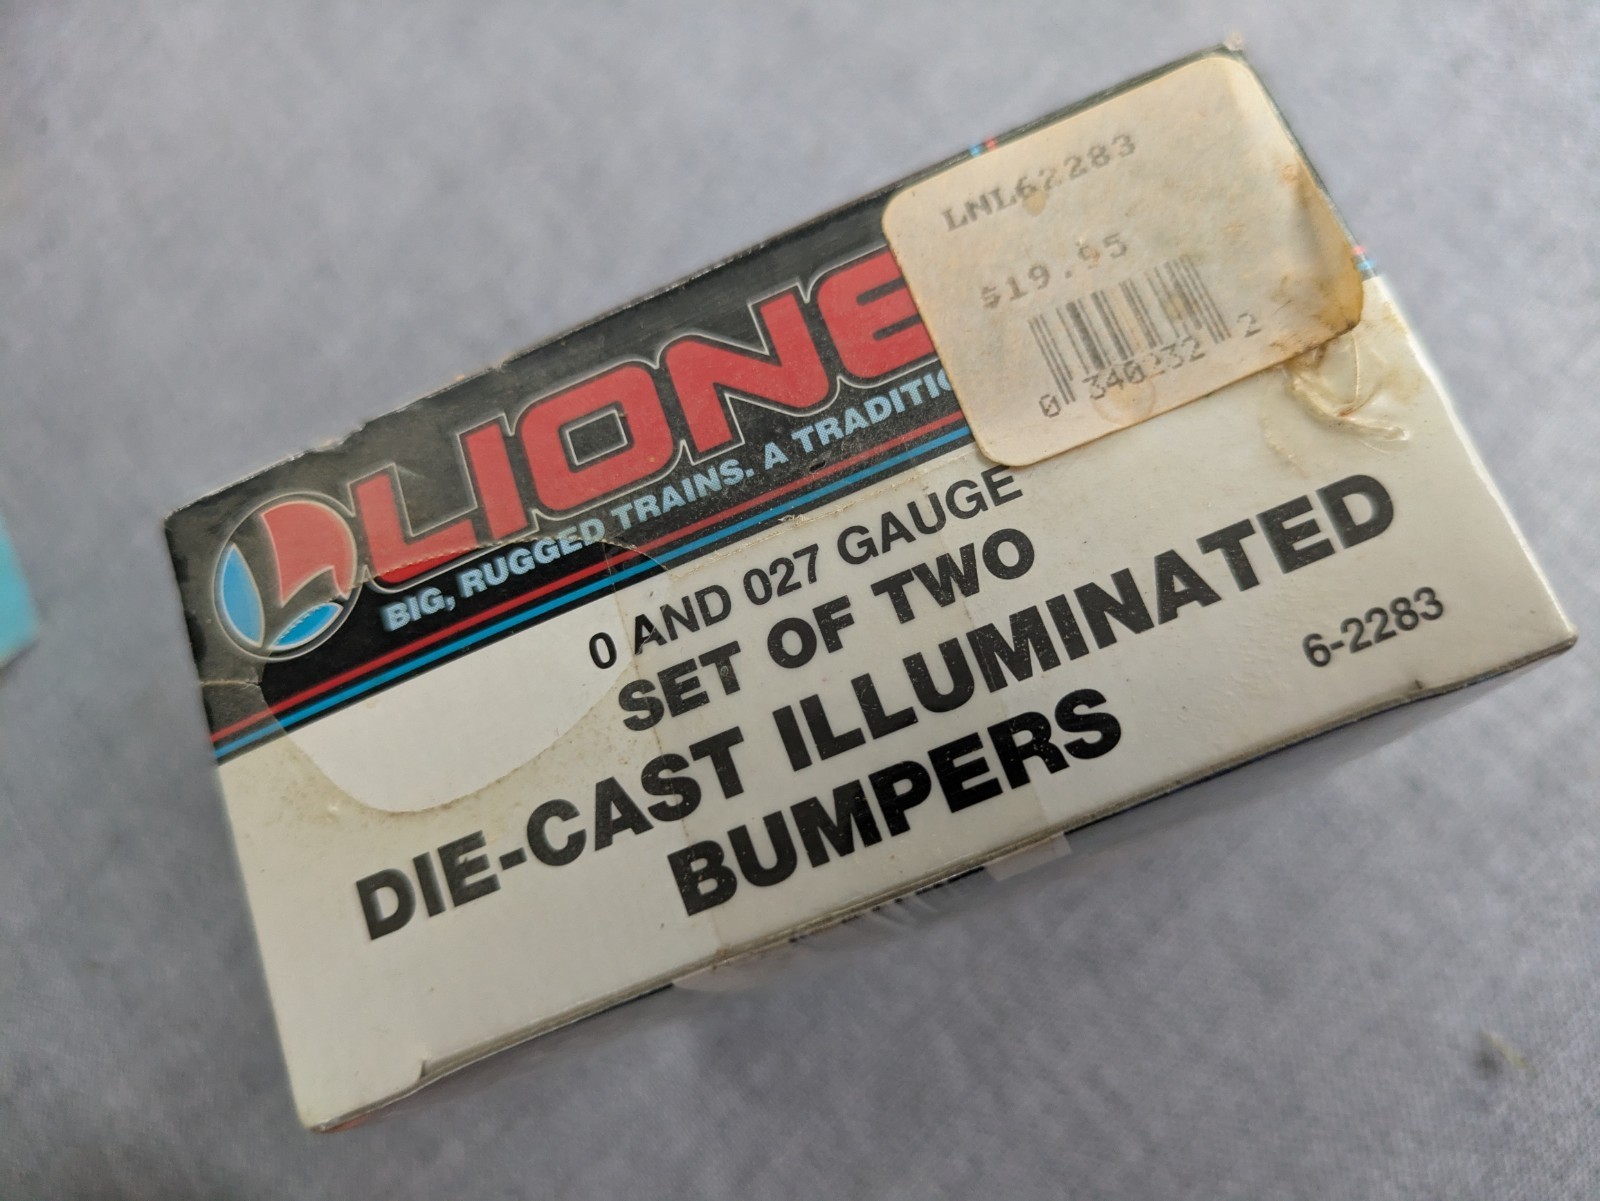 LNL62283
$19.95
0 340232 2
LIONE
BIG, RUGGED TRAINS. A TRADITIO
0 AND 027 GAUGE
SET OF TWO
DIE-CAST ILLUMINATED
BUMPERS
6-2283